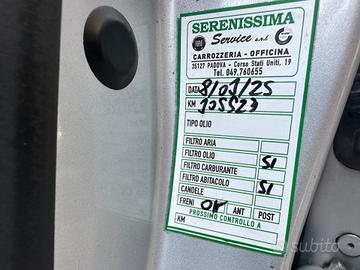 SERENISSIMA
Service s.r.l.
CARROZZERIA - OFFICINA
35127 PADOVA - Corso Stati Uniti, 19
Tel. 049.760655
DATA 8/05/25
KM 305523
TIPO OLIO
FILTRO ARIA
FILTRO OLIO
FILTRO CARBURANTE SI
FILTRO ABITACOLO
CANDELE SI
FRENI OK ANT POST
PROSSIMO CONTROLLO A
KM
subito